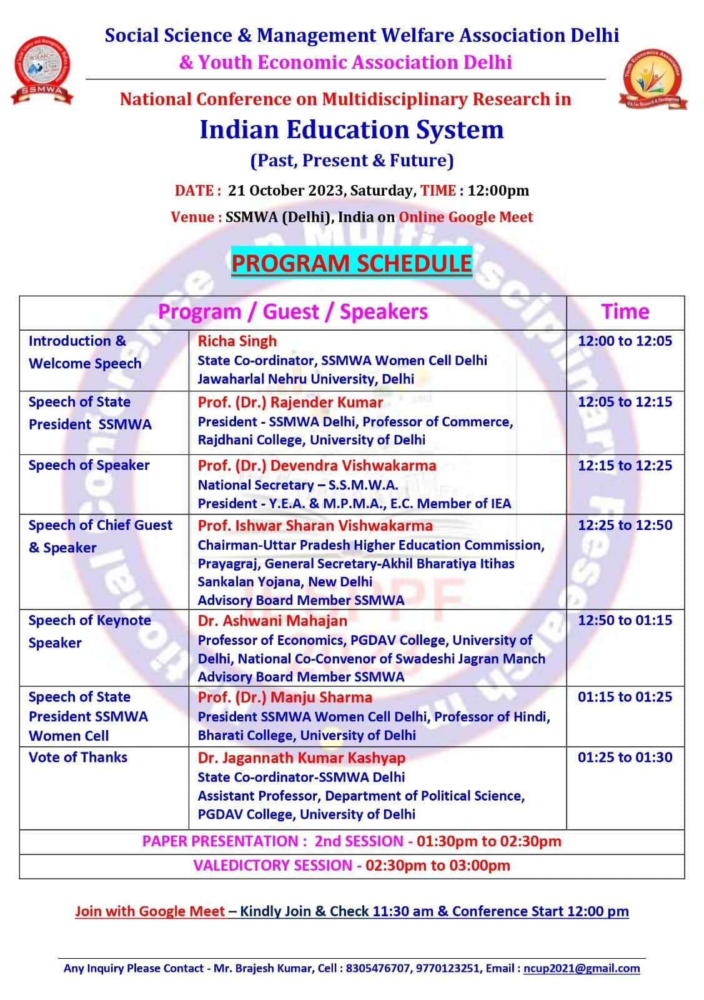 Social Science & Management Welfare Association Delhi
& Youth Economic Association Delhi
SSMWA
Youth Economics Association
YEA For Research & Development
National Conference on Multidisciplinary Research in
Indian Education System
(Past, Present & Future)
DATE : 21 October 2023, Saturday, TIME : 12:00pm
Venue : SSMWA (Delhi), India on Online Google Meet
PROGRAM SCHEDULE
Program / Guest / Speakers Time
Introduction &
Welcome Speech
Richa Singh
State Co-ordinator, SSMWA Women Cell Delhi
Jawaharlal Nehru University, Delhi
12:00 to 12:05
Speech of State
President SSMWA
Prof. (Dr.) Rajender Kumar
President - SSMWA Delhi, Professor of Commerce,
Rajdhani College, University of Delhi
12:05 to 12:15
Speech of Speaker
Prof. (Dr.) Devendra Vishwakarma
National Secretary – S.S.M.W.A.
President - Y.E.A. & M.P.M.A., E.C. Member of IEA
12:15 to 12:25
Speech of Chief Guest
& Speaker
Prof. Ishwar Sharan Vishwakarma
Chairman-Uttar Pradesh Higher Education Commission,
Prayagraj, General Secretary-Akhil Bharatiya Itihas
Sankalan Yojana, New Delhi
Advisory Board Member SSMWA
12:25 to 12:50
Speech of Keynote
Speaker
Dr. Ashwani Mahajan
Professor of Economics, PGDAV College, University of
Delhi, National Co-Convenor of Swadeshi Jagran Manch
Advisory Board Member SSMWA
12:50 to 01:15
Speech of State
President SSMWA
Women Cell
Prof. (Dr.) Manju Sharma
President SSMWA Women Cell Delhi, Professor of Hindi,
Bharati College, University of Delhi
01:15 to 01:25
Vote of Thanks
Dr. Jagannath Kumar Kashyap
State Co-ordinator-SSMWA Delhi
Assistant Professor, Department of Political Science,
PGDAV College, University of Delhi
01:25 to 01:30
PAPER PRESENTATION : 2nd SESSION - 01:30pm to 02:30pm
VALEDICTORY SESSION - 02:30pm to 03:00pm
Join with Google Meet – Kindly Join & Check 11:30 am & Conference Start 12:00 pm
Any Inquiry Please Contact - Mr. Brajesh Kumar, Cell : 8305476707, 9770123251, Email : ncup2021@gmail.com
National Conference on Multidisciplinary Research in
IESPPF
2023